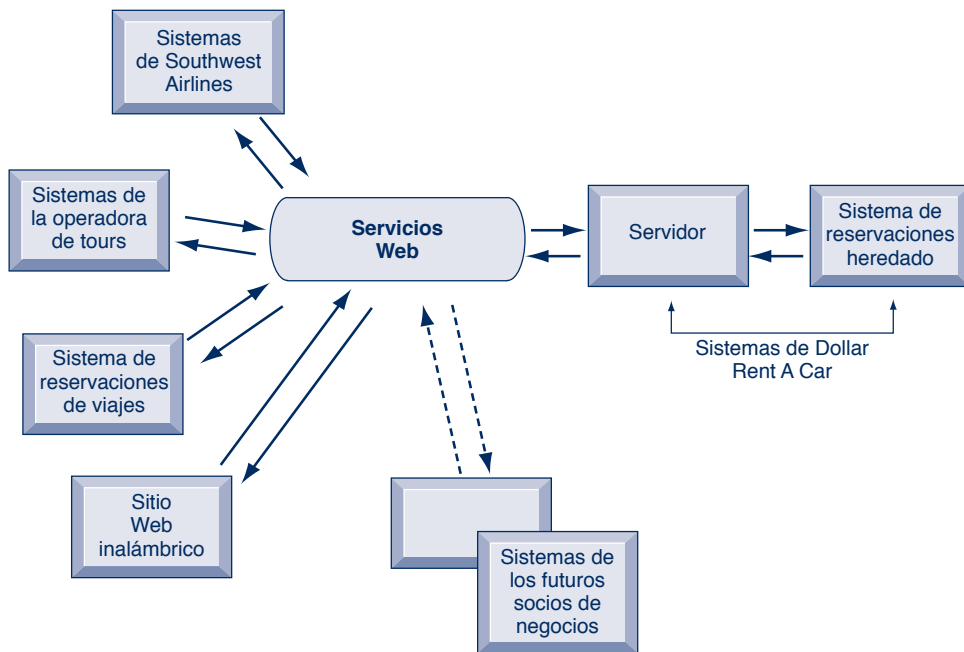 Sistemas
de Southwest
Airlines
Sistemas de
la operadora
de tours
Servicios
Web
Servidor
Sistema de
reservaciones
heredado
Sistemas de Dollar
Rent A Car
Sistema de
reservaciones
de viajes
Sitio
Web
inalámbrico
Sistemas de
los futuros
socios de
negocios